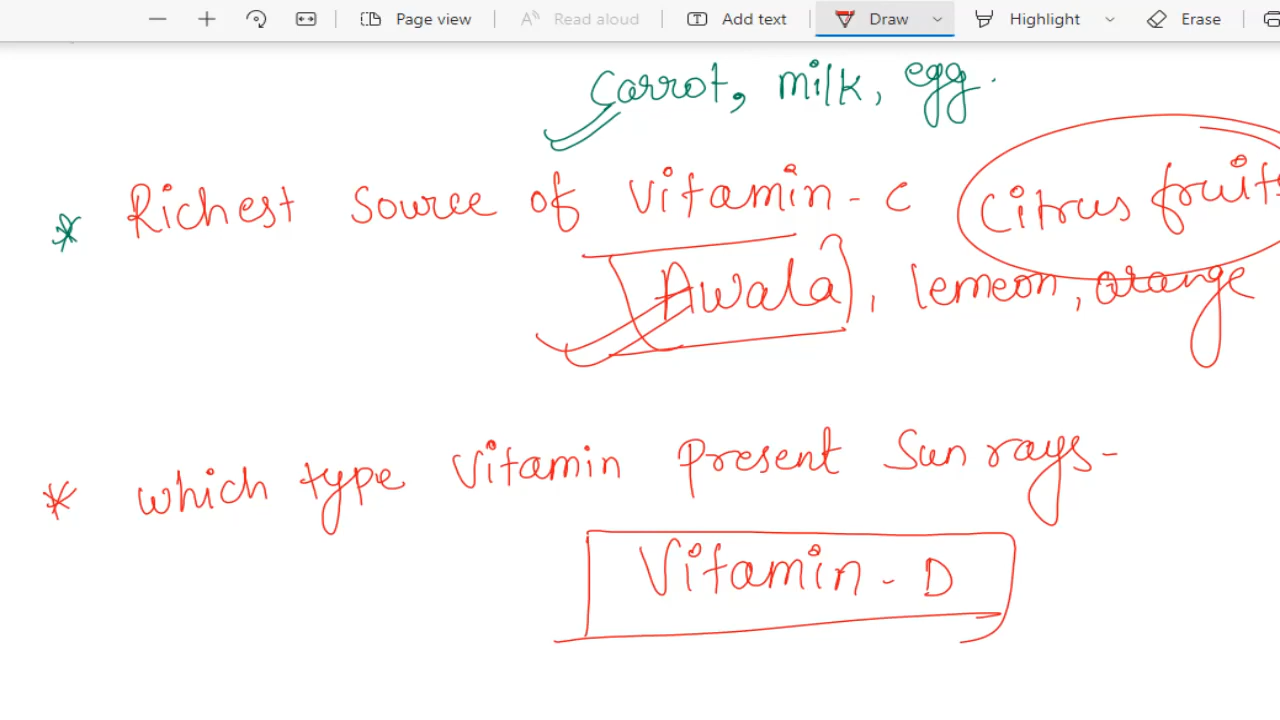 Page view Read aloud Add text Draw Highlight Erase
Carrot, milk, egg.
* Richest Source of Vitamin - C Citrus fruits
Awala, lemeon, orange
* which type Vitamin Present Sun rays-
Vitamin - D